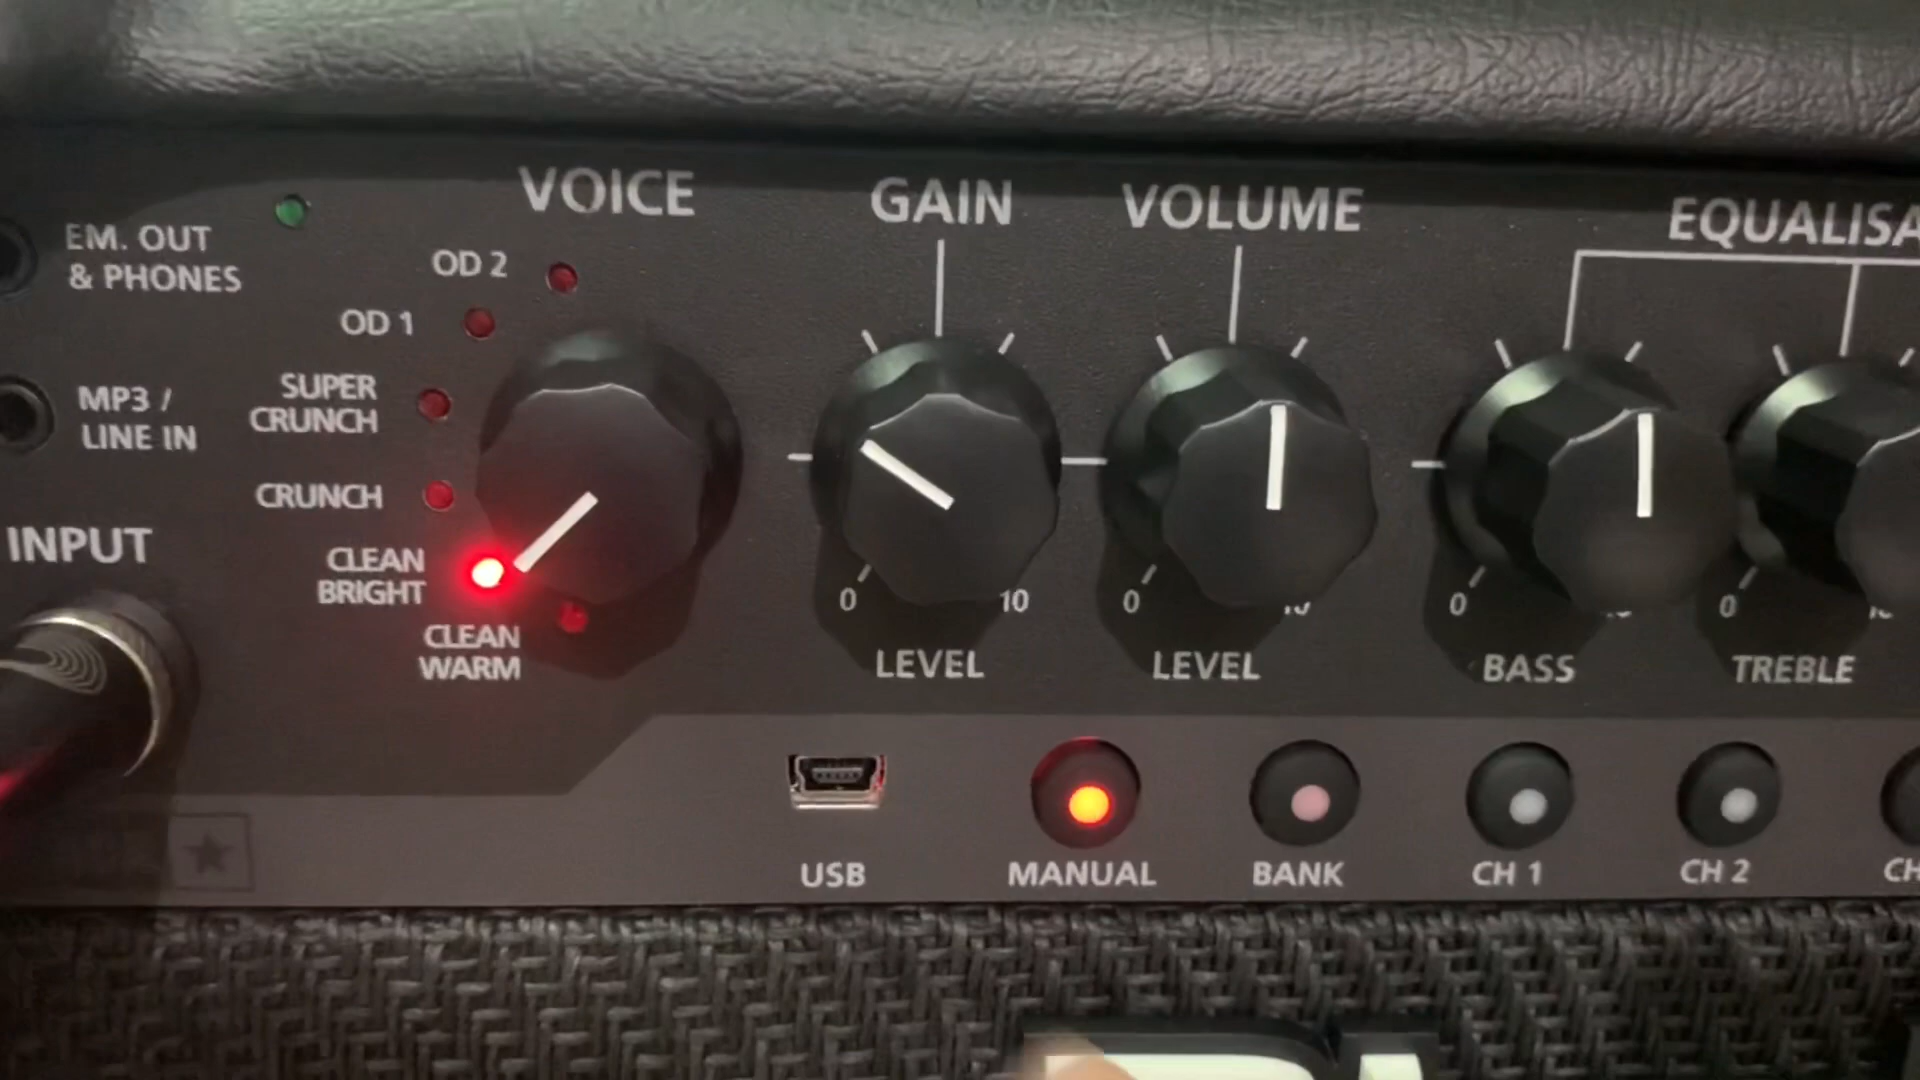 VOICE
GAIN
VOLUME
EQUALISA
EM. OUT
& PHONES
OD 2
OD 1
SUPER
CRUNCH
MP3 /
LINE IN
CRUNCH
INPUT
CLEAN
BRIGHT
CLEAN
WARM
0
10
0
10
0
0
LEVEL
LEVEL
BASS
TREBLE
USB
MANUAL
BANK
CH 1
CH 2
CH